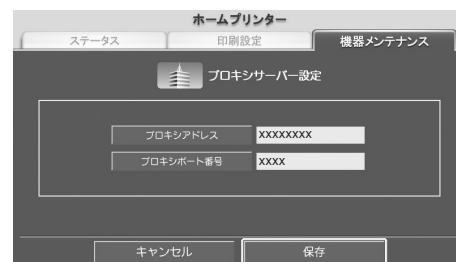 ホームプリンター
ステータス 印刷設定 機器メンテナンス
プロキシサーバー設定
プロキシアドレス XXXXXXXX
プロキシポート番号 XXXX
キャンセル 保存